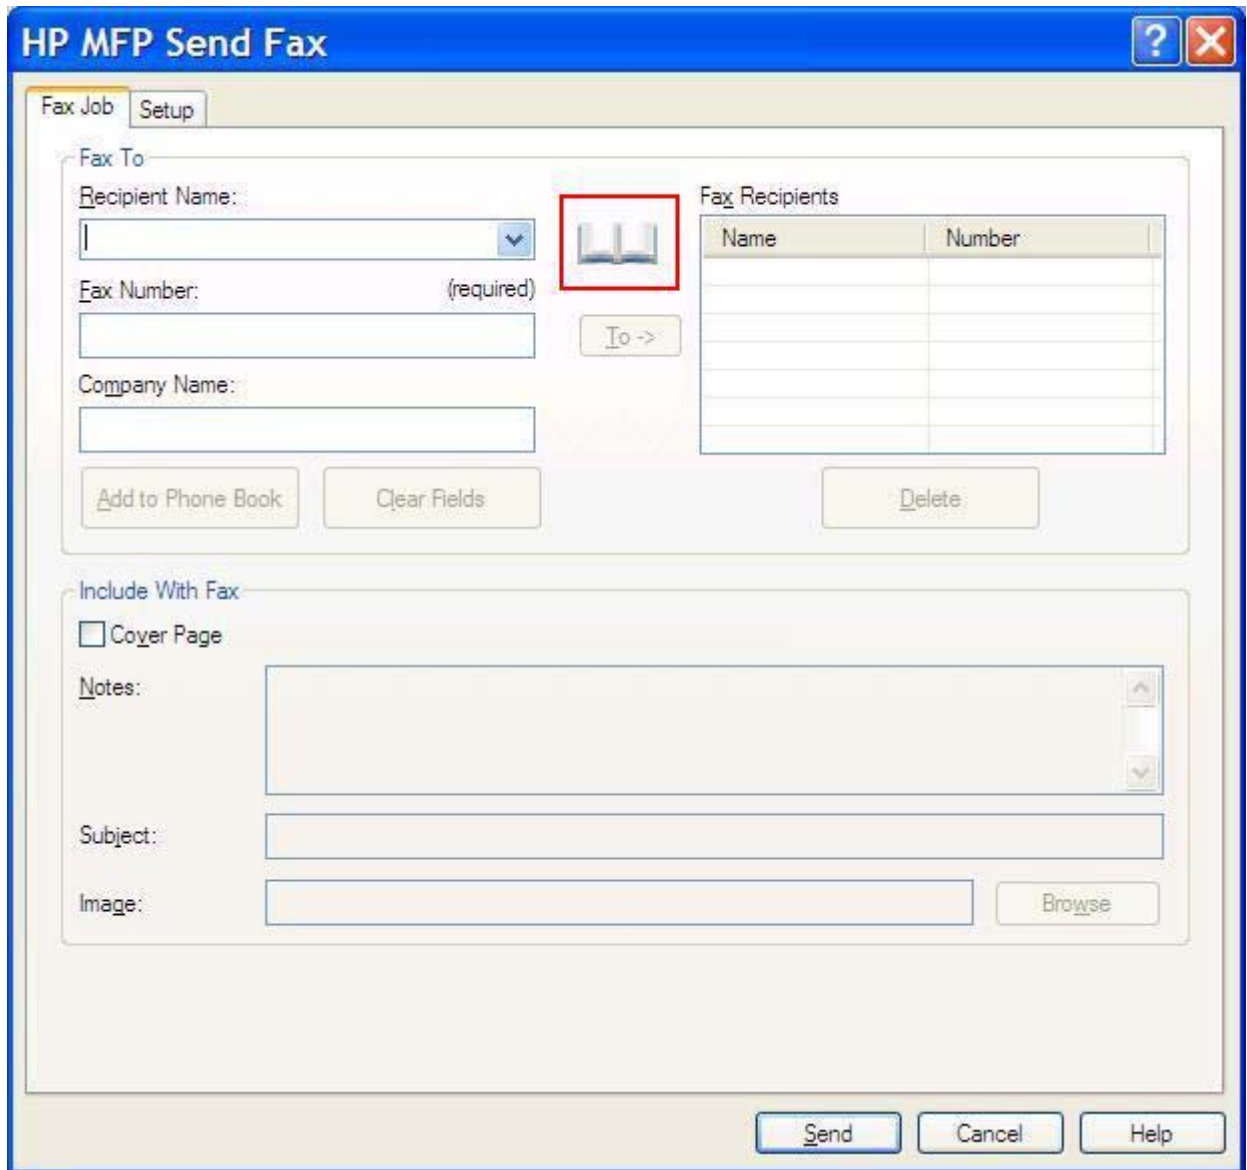 HP MFP Send Fax ?
Fax Job Setup
Fax To
Recipient Name:
Fax Recipients
Name Number
Fax Number: (required)
To ->
Company Name:
Add to Phone Book Clear Fields Delete
Include With Fax
Cover Page
Notes:
Subject:
Image: Browse
Send Cancel Help